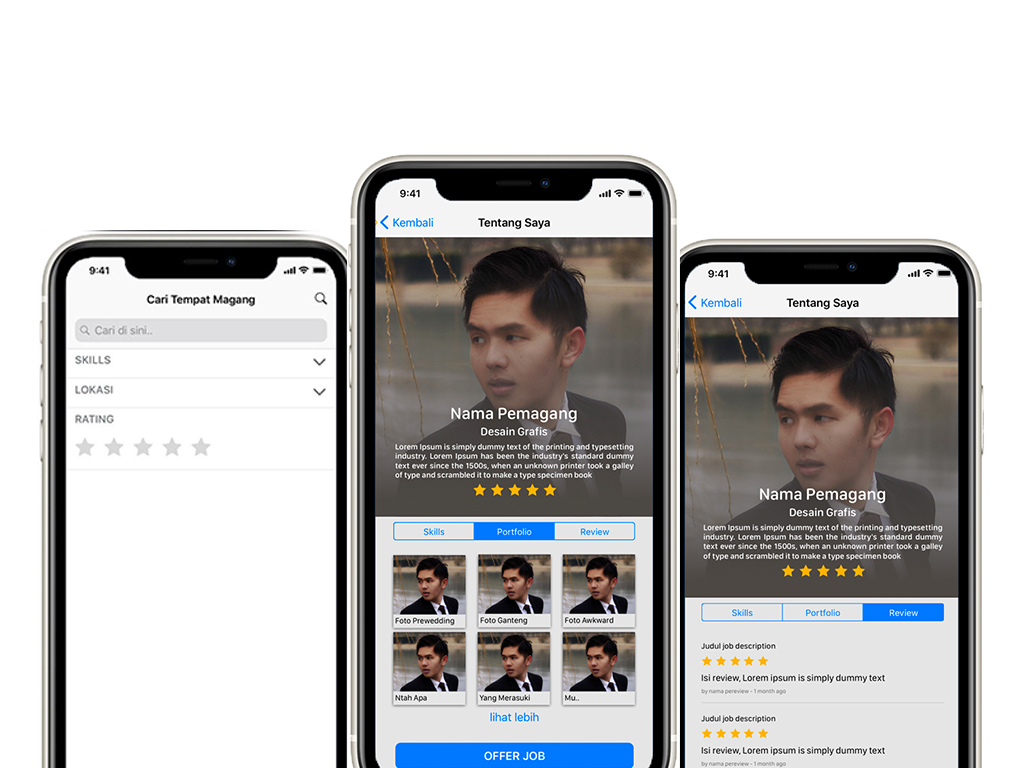 9:41
Cari Tempat Magang
Cari di sini..
SKILLS
LOKASI
RATING
9:41
Kembali
Tentang Saya
Nama Pemagang
Desain Grafis
Lorem Ipsum is simply dummy text of the printing and typesetting
industry. Lorem Ipsum has been the industry's standard dummy
text ever since the 1500s, when an unknown printer took a galley
of type and scrambled it to make a type specimen book
Skills
Portfolio
Review
Foto Prewedding
Foto Ganteng
Foto Awkward
Ntah Apa
Yang Merasuki
Mu..
lihat lebih
OFFER JOB
9:41
Kembali
Tentang Saya
Nama Pemagang
Desain Grafis
Lorem Ipsum is simply dummy text of the printing and typesetting
industry. Lorem Ipsum has been the industry's standard dummy
text ever since the 1500s, when an unknown printer took a galley
of type and scrambled it to make a type specimen book
Skills
Portfolio
Review
Judul job description
Isi review, Lorem ipsum is simply dummy text
by nama pereview - 1 month ago
Judul job description
Isi review, Lorem ipsum is simply dummy text
by nama pereview - 1 month ago